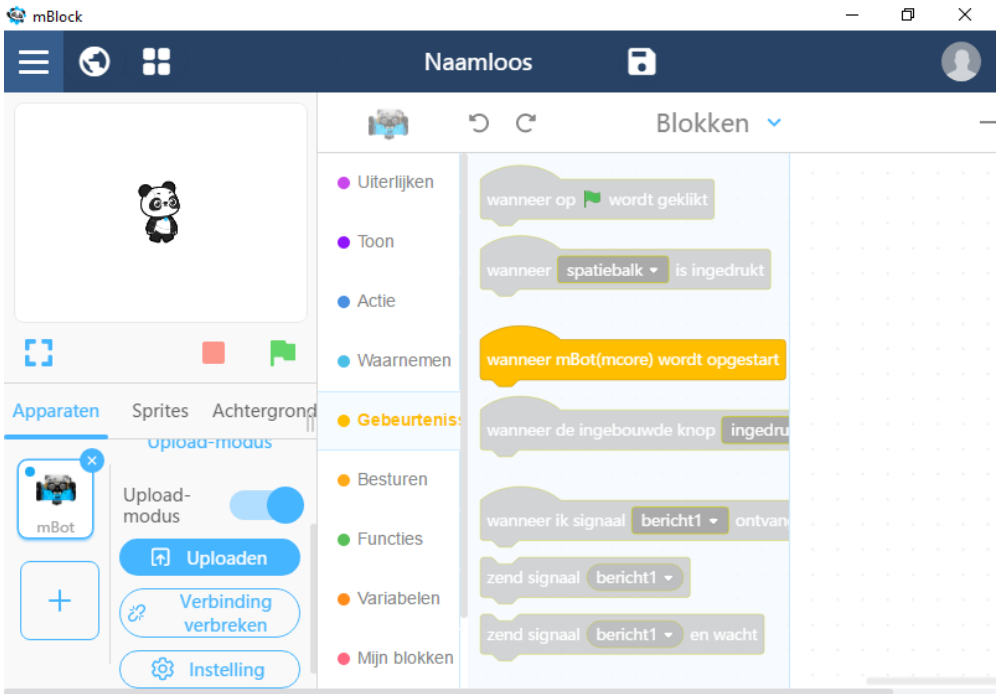 mBlock
Naamloos
Blokken
Uiterlijken
Toon
Actie
Waarnemen
Gebeurtenis
Besturen
Functies
Variabelen
Mijn blokken
wanneer op wordt geklikt
wanneer spatiebalk is ingedrukt
wanneer mBot(mcore) wordt opgestart
wanneer de ingebouwde knop ingedru
wanneer ik signaal bericht1 ontvan
zend signaal bericht1
zend signaal bericht1 en wacht
Apparaten Sprites Achtergrond
Upload-modus
mBot
Upload-
modus
Uploaden
Verbinding
verbreken
Instelling